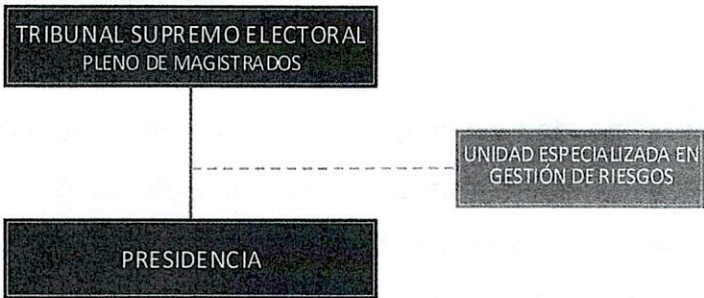 TRIBUNAL SUPREMO ELECTORAL
PLENO DE MAGISTRADOS
UNIDAD ESPECIALIZADA EN
GESTIÓN DE RIESGOS
PRESIDENCIA